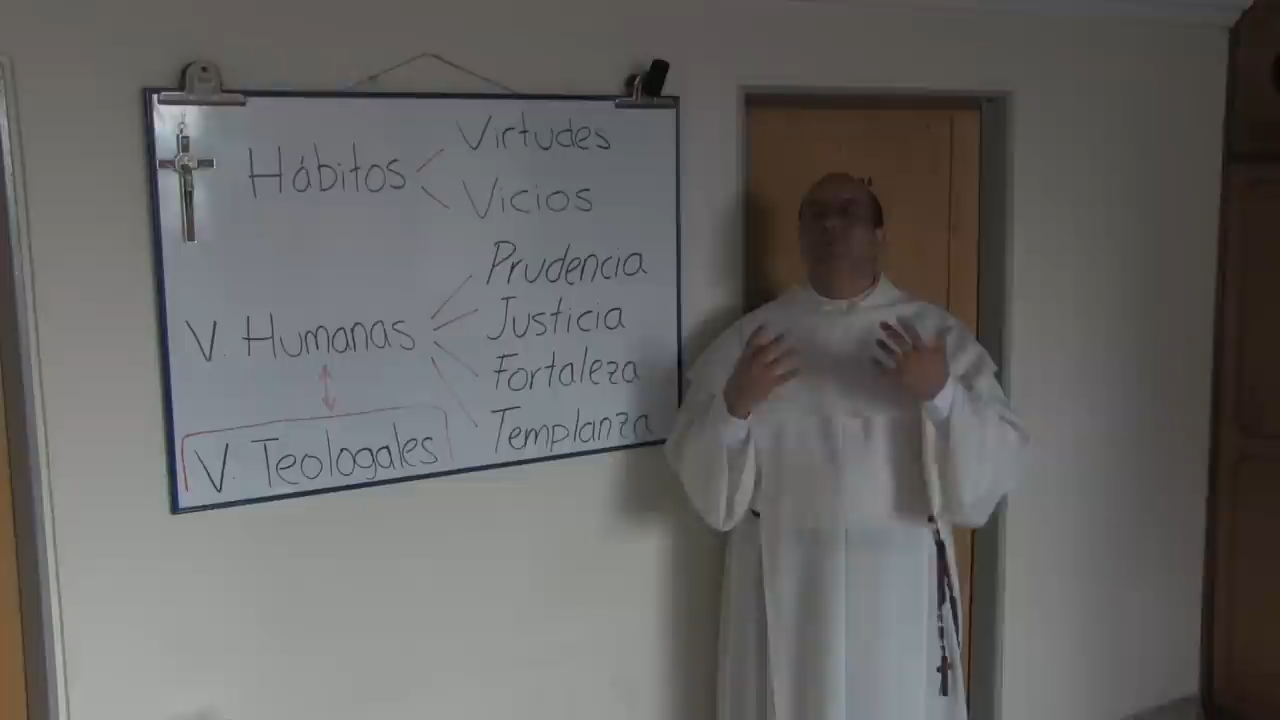 Hábitos
Virtudes
Vicios
V. Humanas
Prudencia
Justicia
Fortaleza
Templanza
V. Teologales